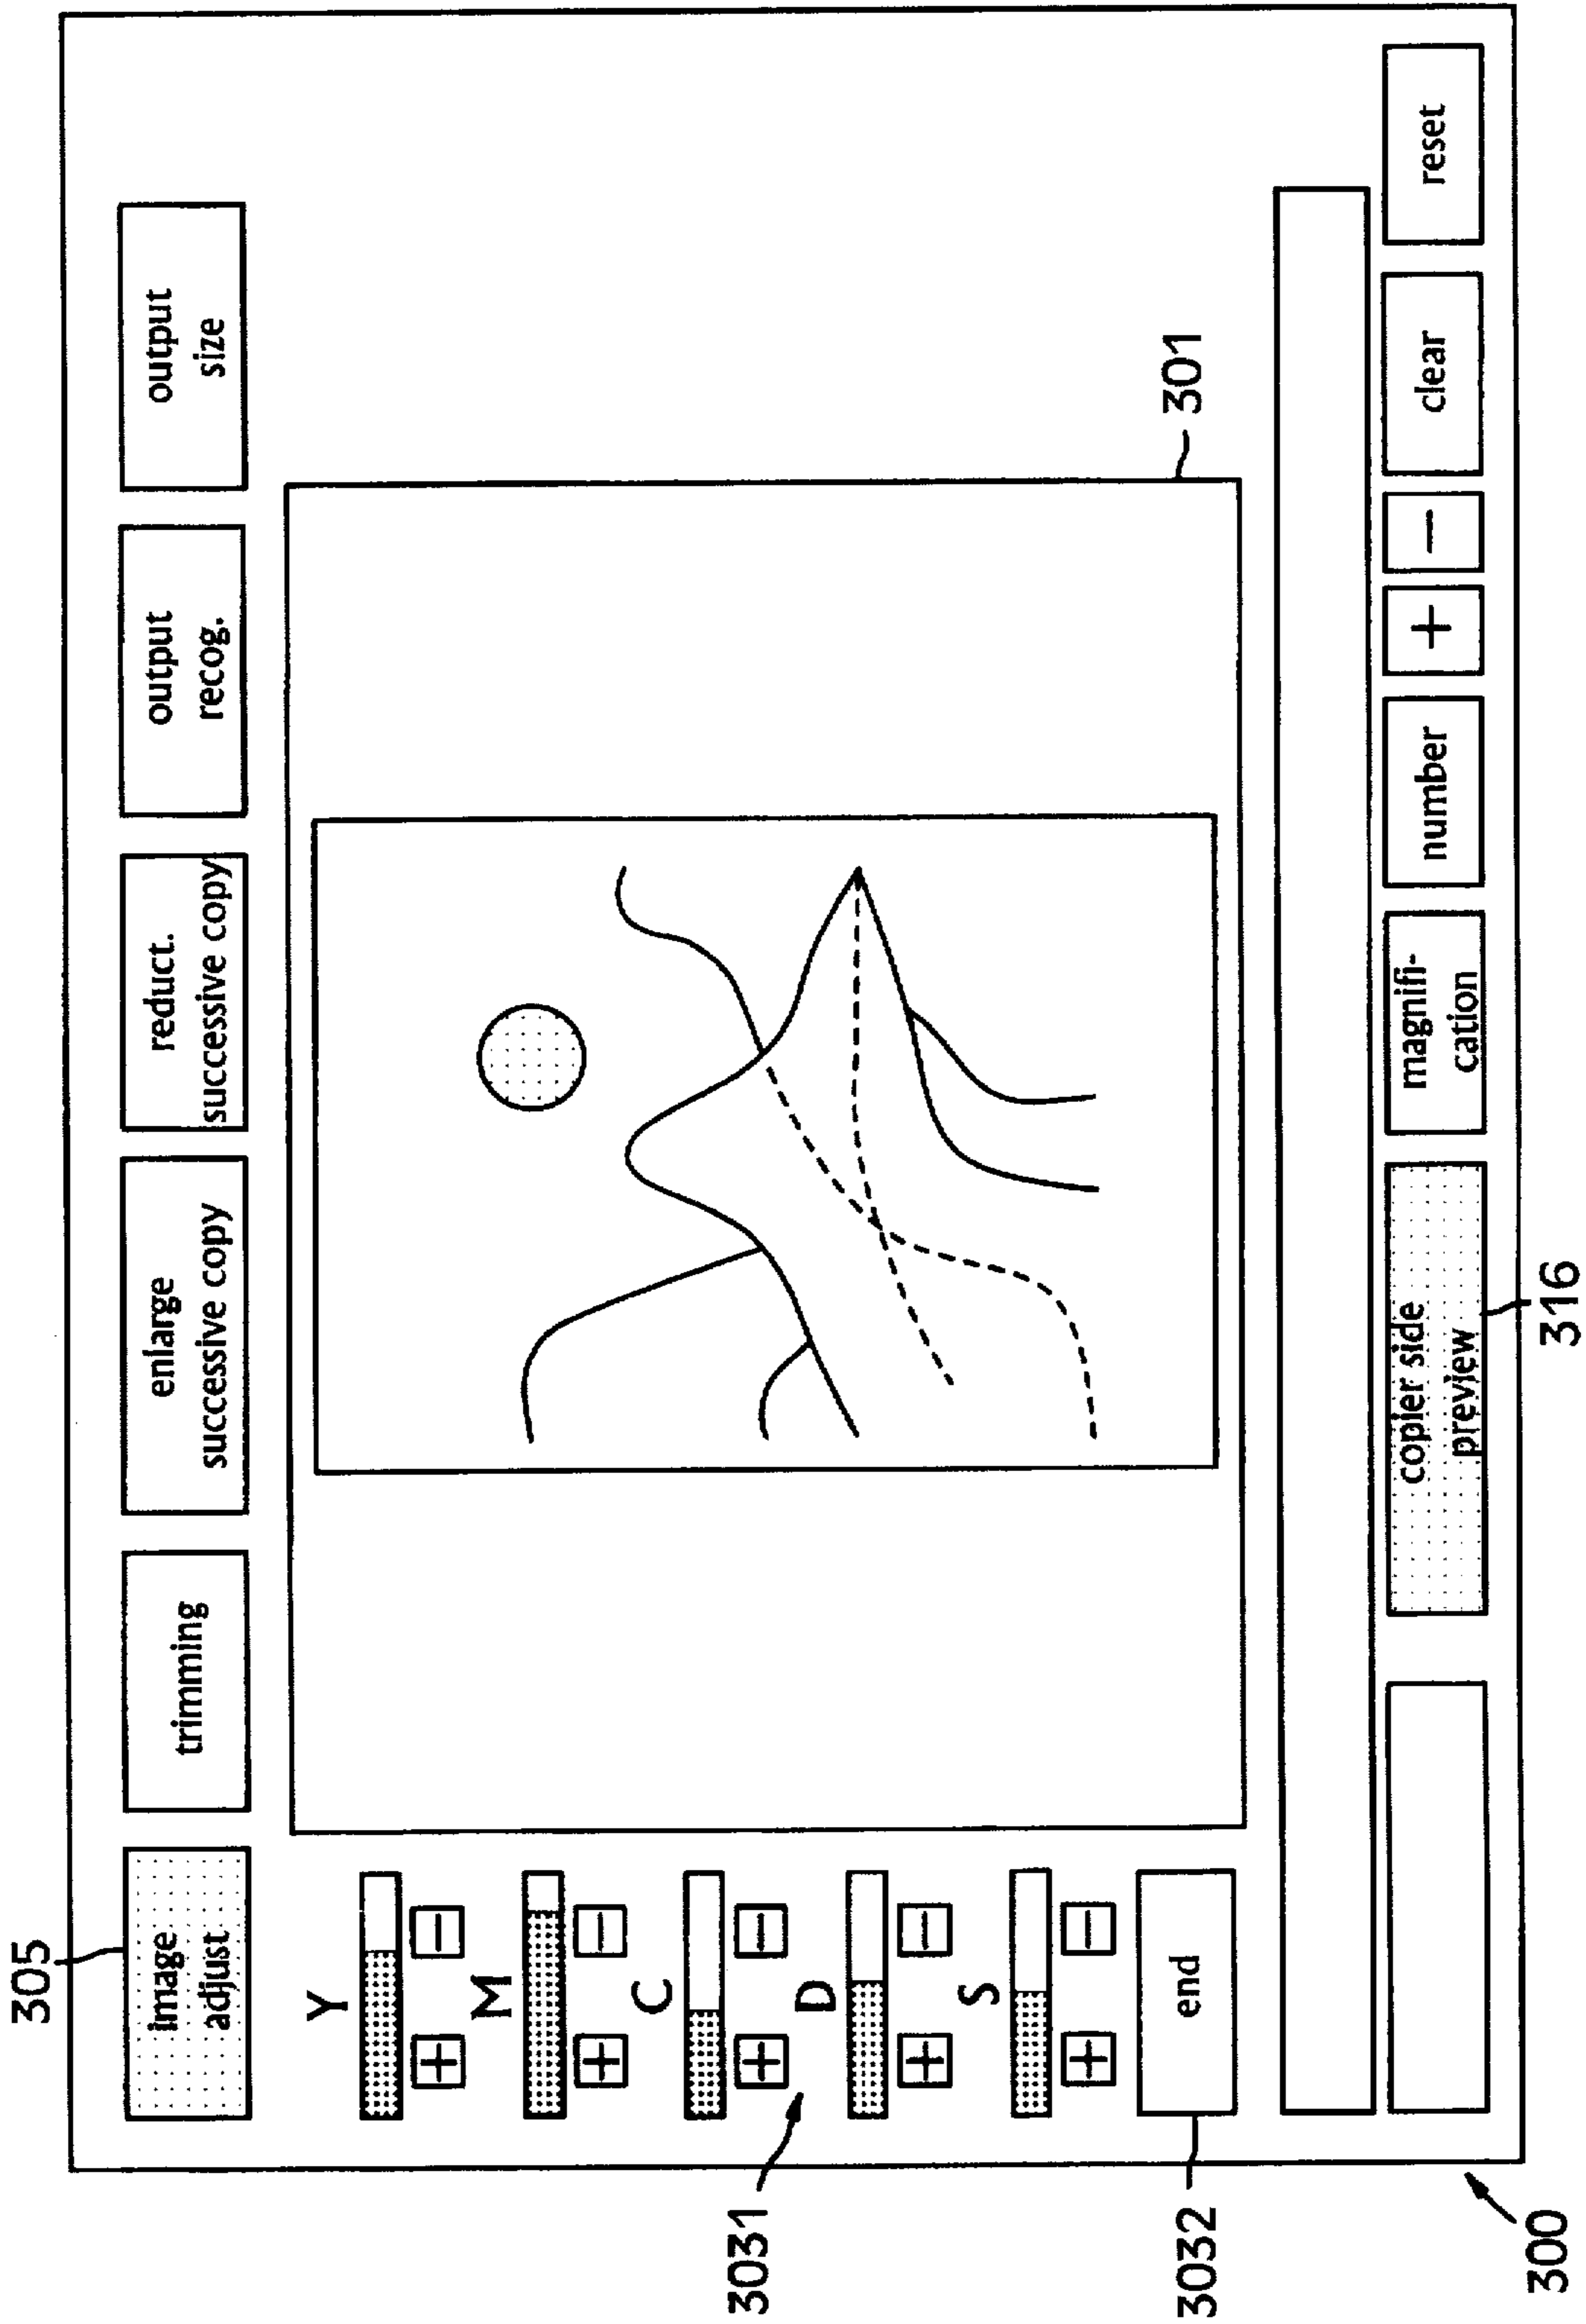 305
image
adjust
trimming
enlarge
successive copy
reduct.
successive copy
output
recog.
output
size
Y
+ −
M
+ −
C
+ −
D
+ −
S
+ −
end
3031
3032
301
copier side
preview
magnifi-
cation
number
+
−
clear
reset
300
316